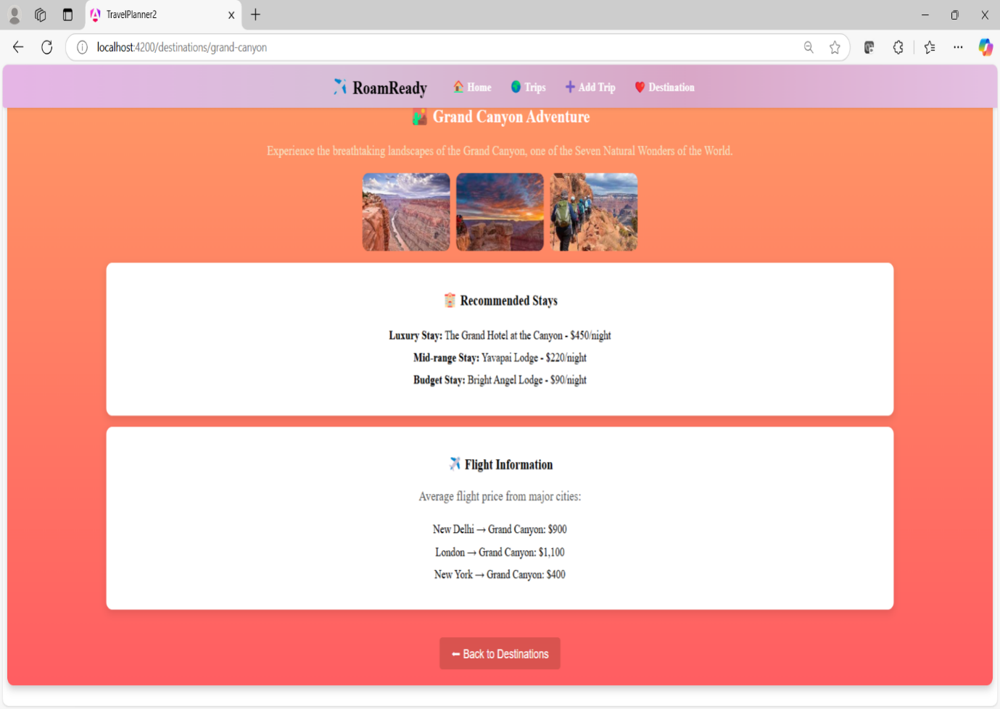 TravelPlanner2
localhost:4200/destinations/grand-canyon
RoamReady Home Trips Add Trip Destination
Grand Canyon Adventure
Experience the breathtaking landscapes of the Grand Canyon, one of the Seven Natural Wonders of the World.
Recommended Stays
Luxury Stay: The Grand Hotel at the Canyon - $450/night
Mid-range Stay: Yavapai Lodge - $220/night
Budget Stay: Bright Angel Lodge - $90/night
Flight Information
Average flight price from major cities:
New Delhi → Grand Canyon: $900
London → Grand Canyon: $1,100
New York → Grand Canyon: $400
⬅ Back to Destinations